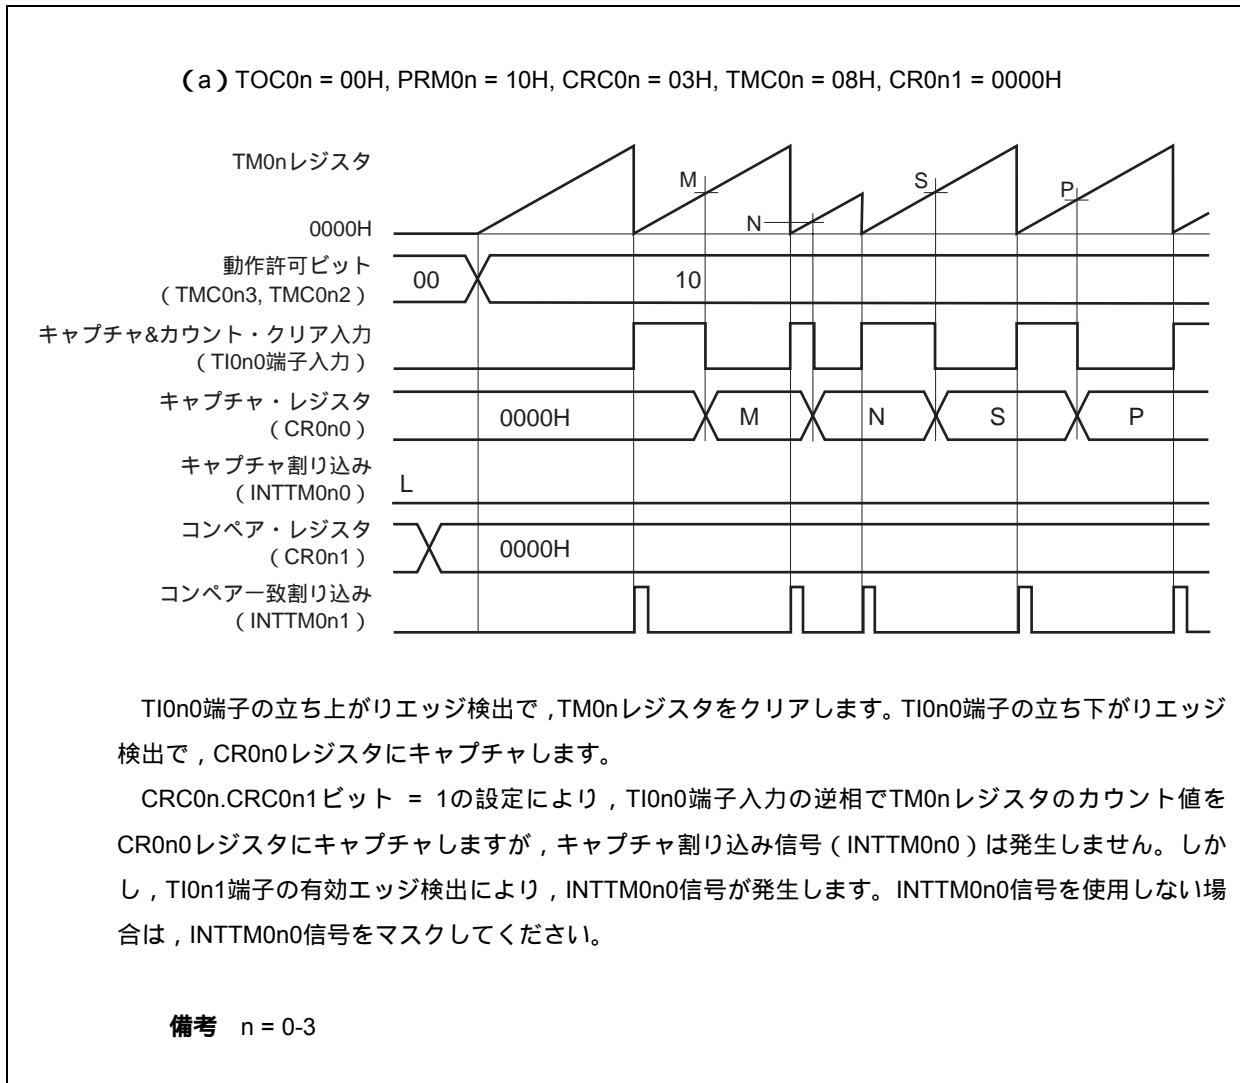 (a) TOC0n = 00H, PRM0n = 10H, CRC0n = 03H, TMC0n = 08H, CR0n1 = 0000H
TM0nレジスタ
M
S
P
N
0000H
動作許可ビット
(TMC0n3, TMC0n2)
00
10
キャプチャ&カウント・クリア入力
(TI0n0端子入力)
キャプチャ・レジスタ
(CR0n0)
0000H
M
N
S
P
キャプチャ割り込み
(INTTM0n0)
L
コンペア・レジスタ
(CR0n1)
0000H
コンペア一致割り込み
(INTTM0n1)
TI0n0端子の立ち上がりエッジ検出で,TM0nレジスタをクリアします。TI0n0端子の立ち下がりエッジ
検出で,CR0n0レジスタにキャプチャします。
CRC0n.CRC0n1ビット = 1の設定により,TI0n0端子入力の逆相でTM0nレジスタのカウント値を
CR0n0レジスタにキャプチャしますが,キャプチャ割り込み信号(INTTM0n0)は発生しません。しか
し,TI0n1端子の有効エッジ検出により,INTTM0n0信号が発生します。INTTM0n0信号を使用しない場
合は,INTTM0n0信号をマスクしてください。
備考 n = 0-3